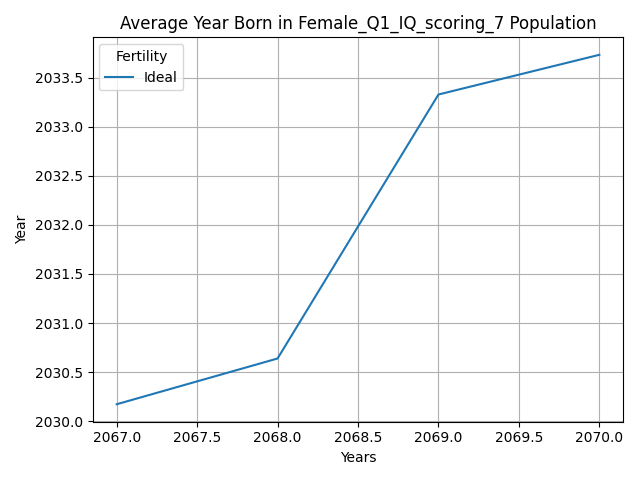 Average Year Born in Female_Q1_IQ_scoring_7 Population
Fertility
Ideal
2033.5
2033.0
2032.5
2032.0
2031.5
2031.0
2030.5
2030.0
Year
2067.0 2067.5 2068.0 2068.5 2069.0 2069.5 2070.0
Years